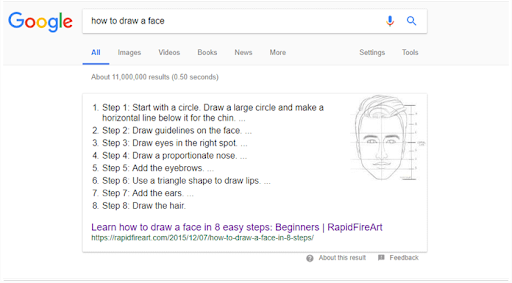 Google
how to draw a face
All Images Videos Books News More Settings Tools
About 11,000,000 results (0.50 seconds)
1. Step 1: Start with a circle. Draw a large circle and make a
horizontal line below it for the chin. ...
2. Step 2: Draw guidelines on the face. ...
3. Step 3: Draw eyes in the right spot. ...
4. Step 4: Draw a proportionate nose. ...
5. Step 5: Add the eyebrows. ...
6. Step 6: Use a triangle shape to draw lips. ...
7. Step 7: Add the ears. ...
8. Step 8: Draw the hair.
Learn how to draw a face in 8 easy steps: Beginners | RapidFireArt
https://rapidfireart.com/2015/12/07/how-to-draw-a-face-in-8-steps/
About this result Feedback